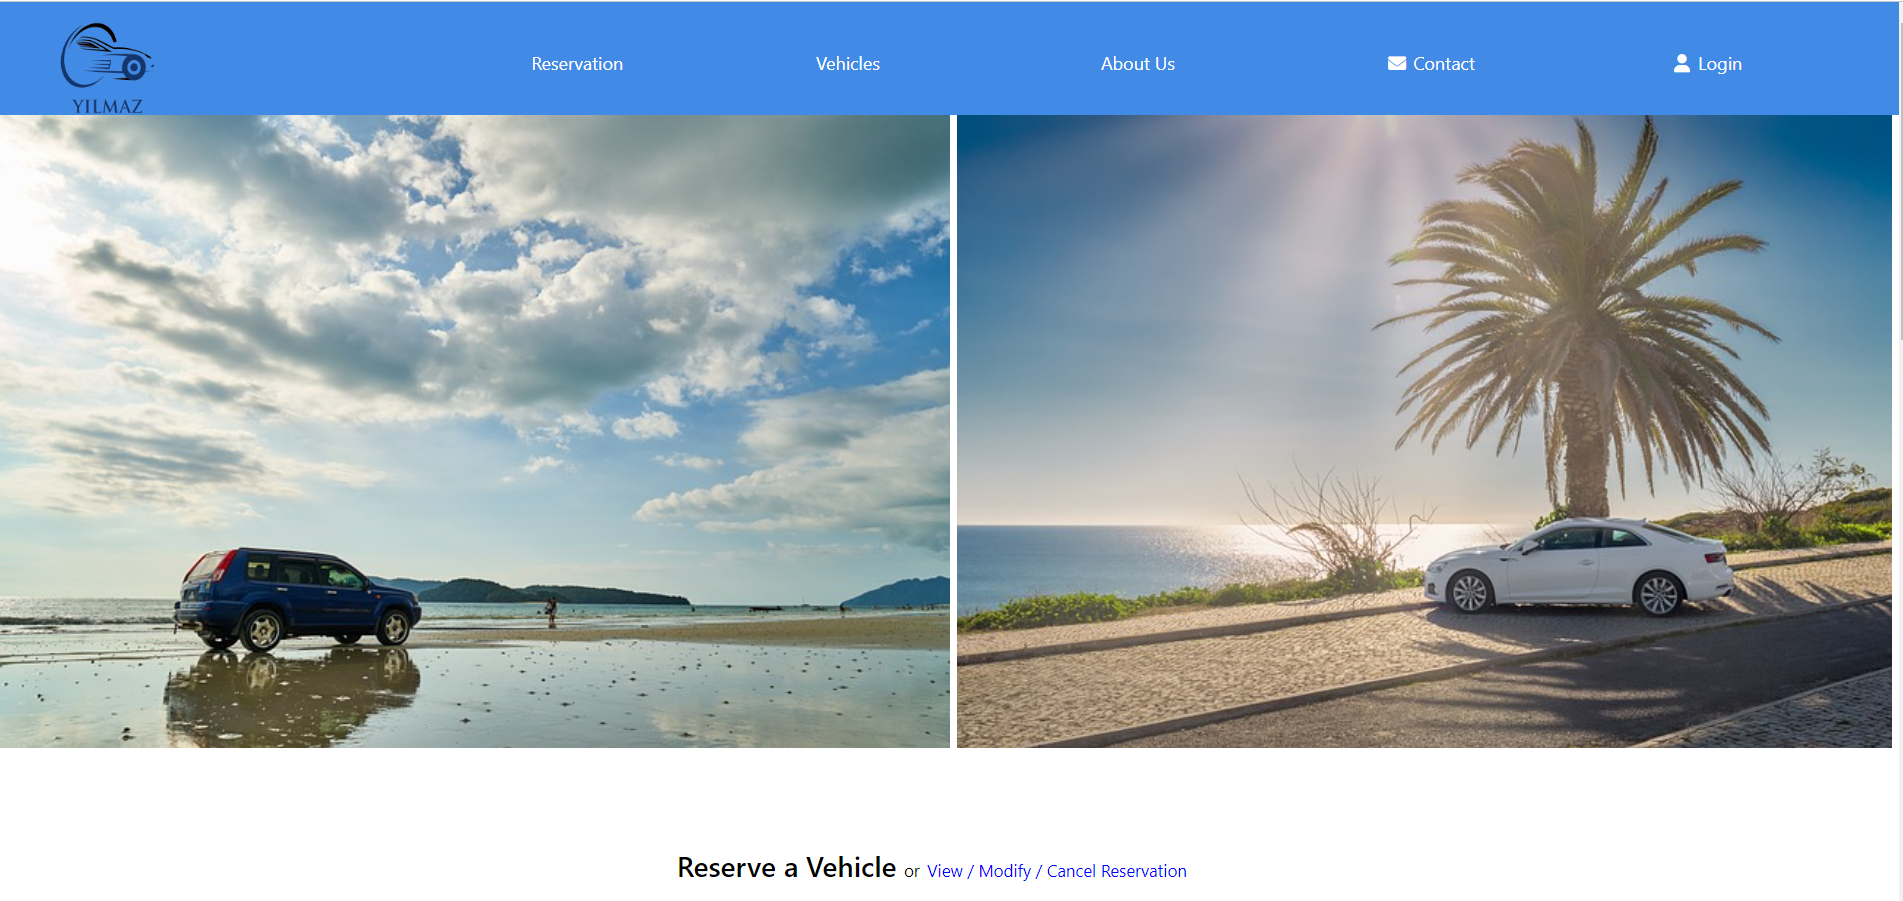 YILMAZ
Reservation
Vehicles
About Us
Contact
Login
Reserve a Vehicle or View / Modify / Cancel Reservation